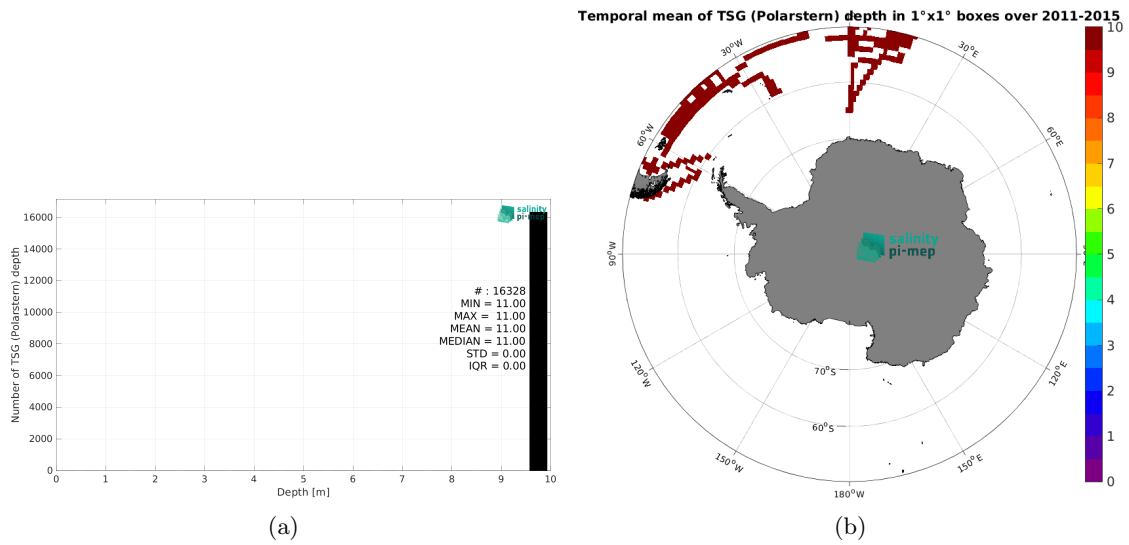 Number of TSG (Polarstern) depth
16000
14000
12000
10000
8000
6000
4000
2000
0
salinity
pi-mep
# : 16328
MIN = 11.00
MAX = 11.00
MEAN = 11.00
MEDIAN = 11.00
STD = 0.00
IQR = 0.00
0 1 2 3 4 5 6 7 8 9 10
Depth [m]
(a)
Temporal mean of TSG (Polarstern) depth in 1°x1° boxes over 2011-2015
30°W
30°E
60°W
60°E
90°W
120°W
120°E
150°W
150°E
180°W
70°S
60°S
salinity
pi-mep
10
9
8
7
6
5
4
3
2
1
0
(b)